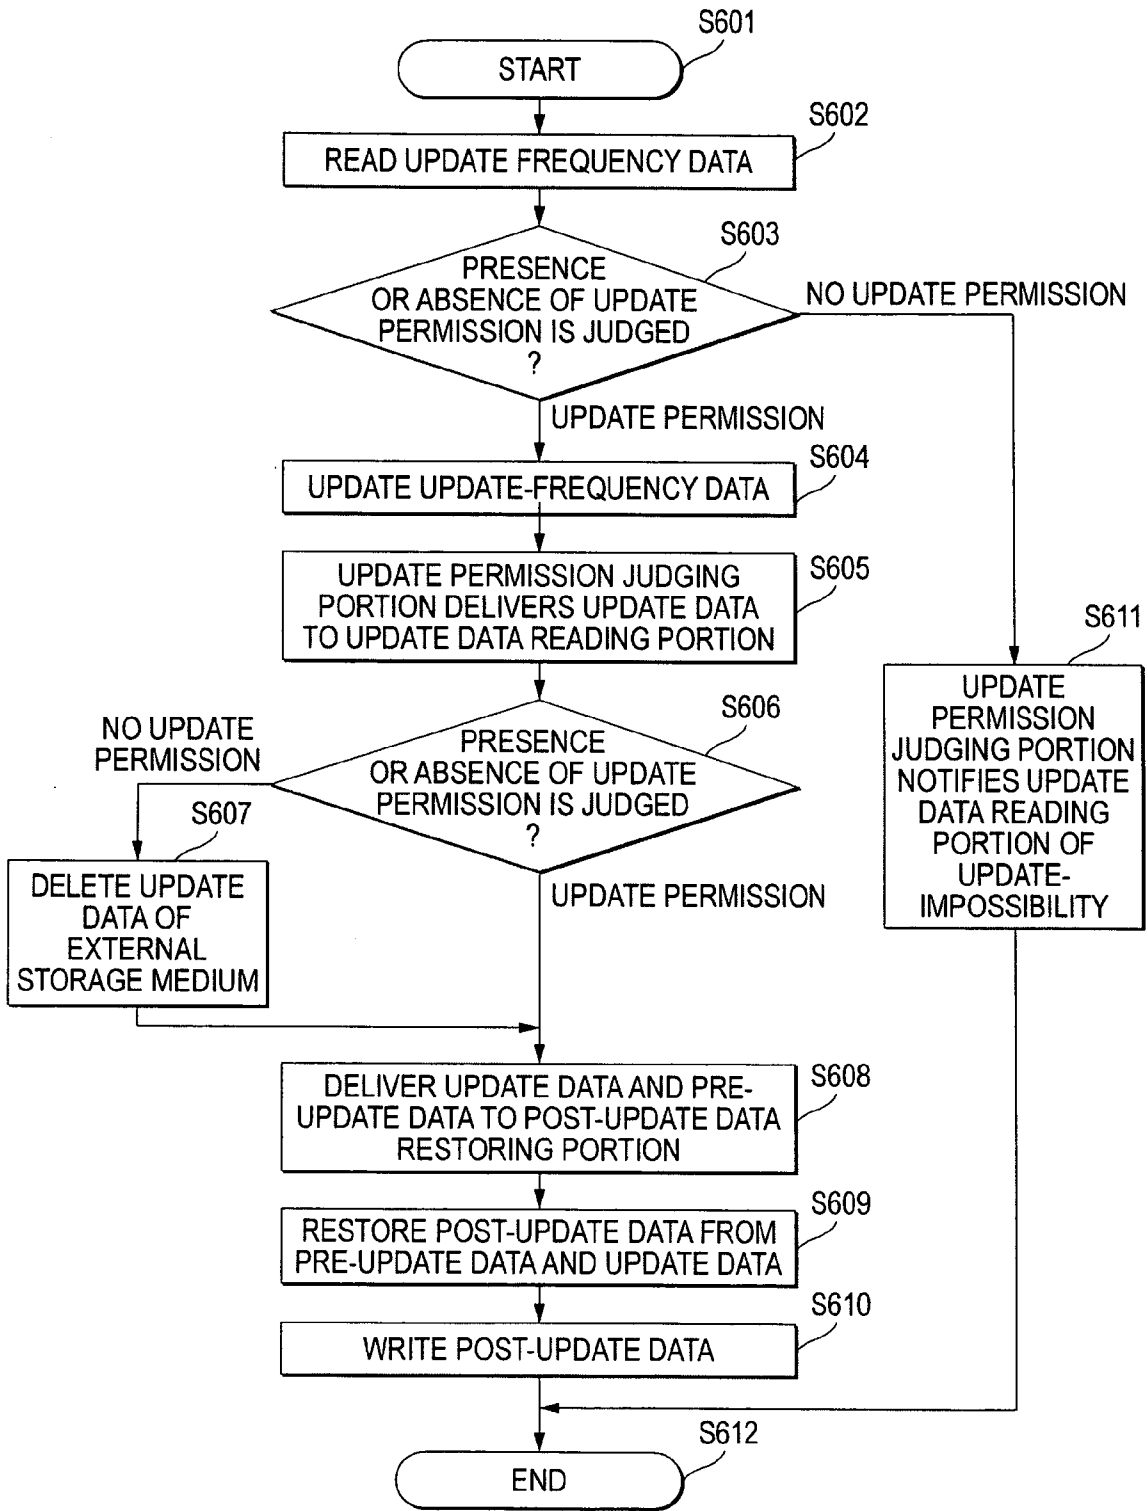 S601
START
S602
READ UPDATE FREQUENCY DATA
S603
PRESENCE
OR ABSENCE OF UPDATE
PERMISSION IS JUDGED
?
NO UPDATE PERMISSION
UPDATE PERMISSION
S604
UPDATE UPDATE-FREQUENCY DATA
S605
UPDATE PERMISSION JUDGING
PORTION DELIVERS UPDATE DATA
TO UPDATE DATA READING PORTION
S611
UPDATE
PERMISSION
JUDGING PORTION
NOTIFIES UPDATE
DATA READING
PORTION OF
UPDATE-
IMPOSSIBILITY
S606
PRESENCE
OR ABSENCE OF UPDATE
PERMISSION IS JUDGED
?
NO UPDATE
PERMISSION
UPDATE PERMISSION
S607
DELETE UPDATE
DATA OF
EXTERNAL
STORAGE MEDIUM
S608
DELIVER UPDATE DATA AND PRE-
UPDATE DATA TO POST-UPDATE DATA
RESTORING PORTION
S609
RESTORE POST-UPDATE DATA FROM
PRE-UPDATE DATA AND UPDATE DATA
S610
WRITE POST-UPDATE DATA
S612
END